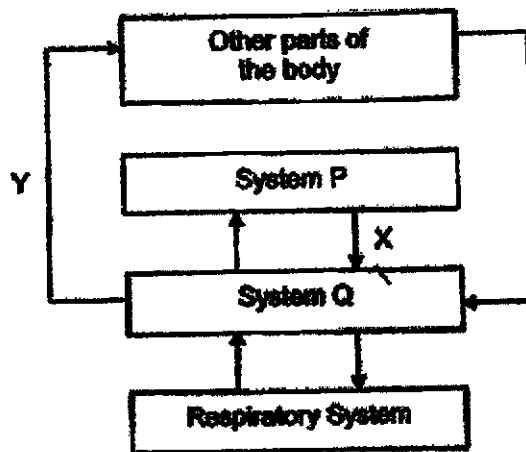 Other parts of
the body
Y
System P
X
System Q
Respiratory System